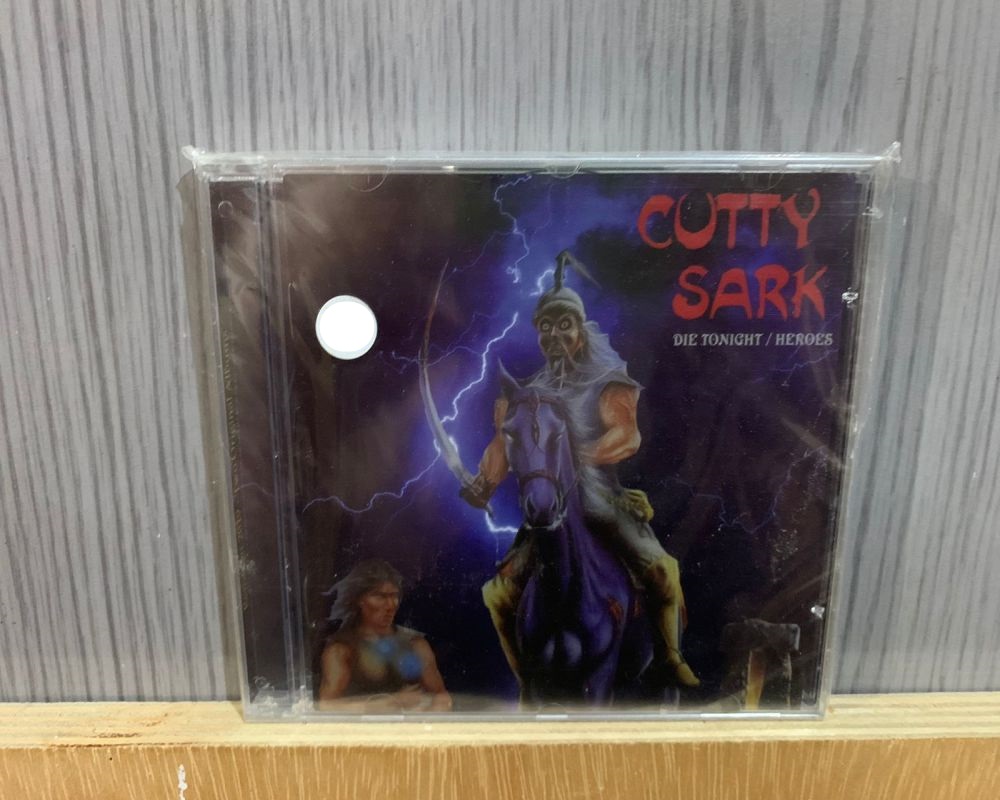 CUTTY
SARK
DIE TONIGHT / HEROES